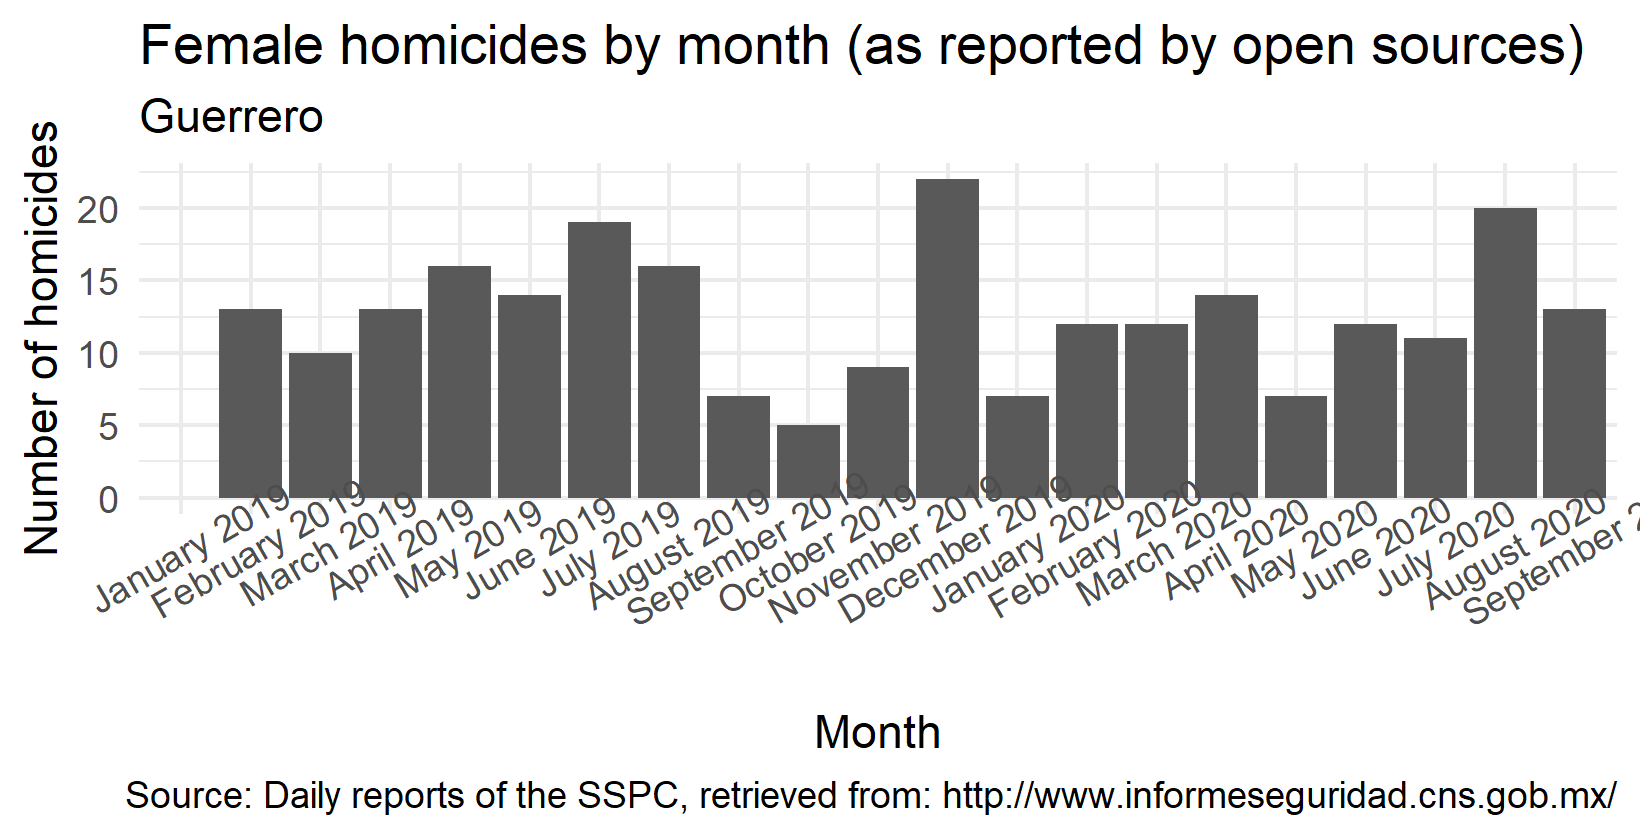 Female homicides by month (as reported by open sources)
Guerrero
Number of homicides
20
15
10
5
0
January 2019
February 2019
March 2019
April 2019
May 2019
June 2019
July 2019
August 2019
September 2019
October 2019
November 2019
December 2019
January 2020
February 2020
March 2020
April 2020
May 2020
June 2020
July 2020
August 2020
September 2
Month
Source: Daily reports of the SSPC, retrieved from: http://www.informeseguridad.cns.gob.mx/